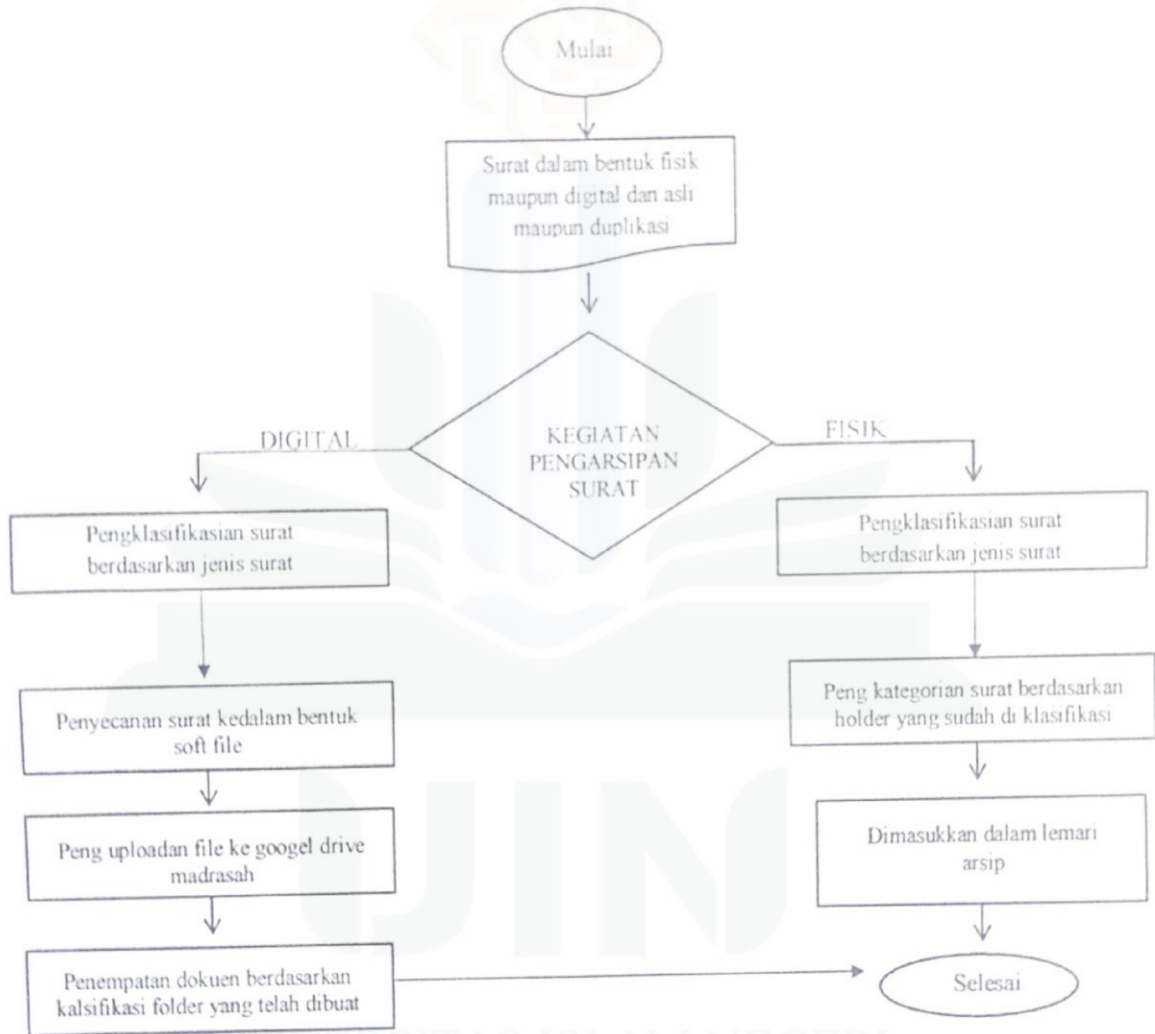 Mulai
Surat dalam bentuk fisik
maupun digital dan asli
maupun duplikasi
KEGIATAN
PENGARSIPAN
SURAT
DIGITAL
FISIK
Pengklasifikasian surat
berdasarkan jenis surat
Penyecanan surat kedalam bentuk
soft file
Peng uploadan file ke googel drive
madrasah
Penempatan dokuen berdasarkan
kalsifikasi folder yang telah dibuat
Pengklasifikasian surat
berdasarkan jenis surat
Peng kategorian surat berdasarkan
holder yang sudah di klasifikasi
Dimasukkan dalam lemari
arsip
Selesai
UIN